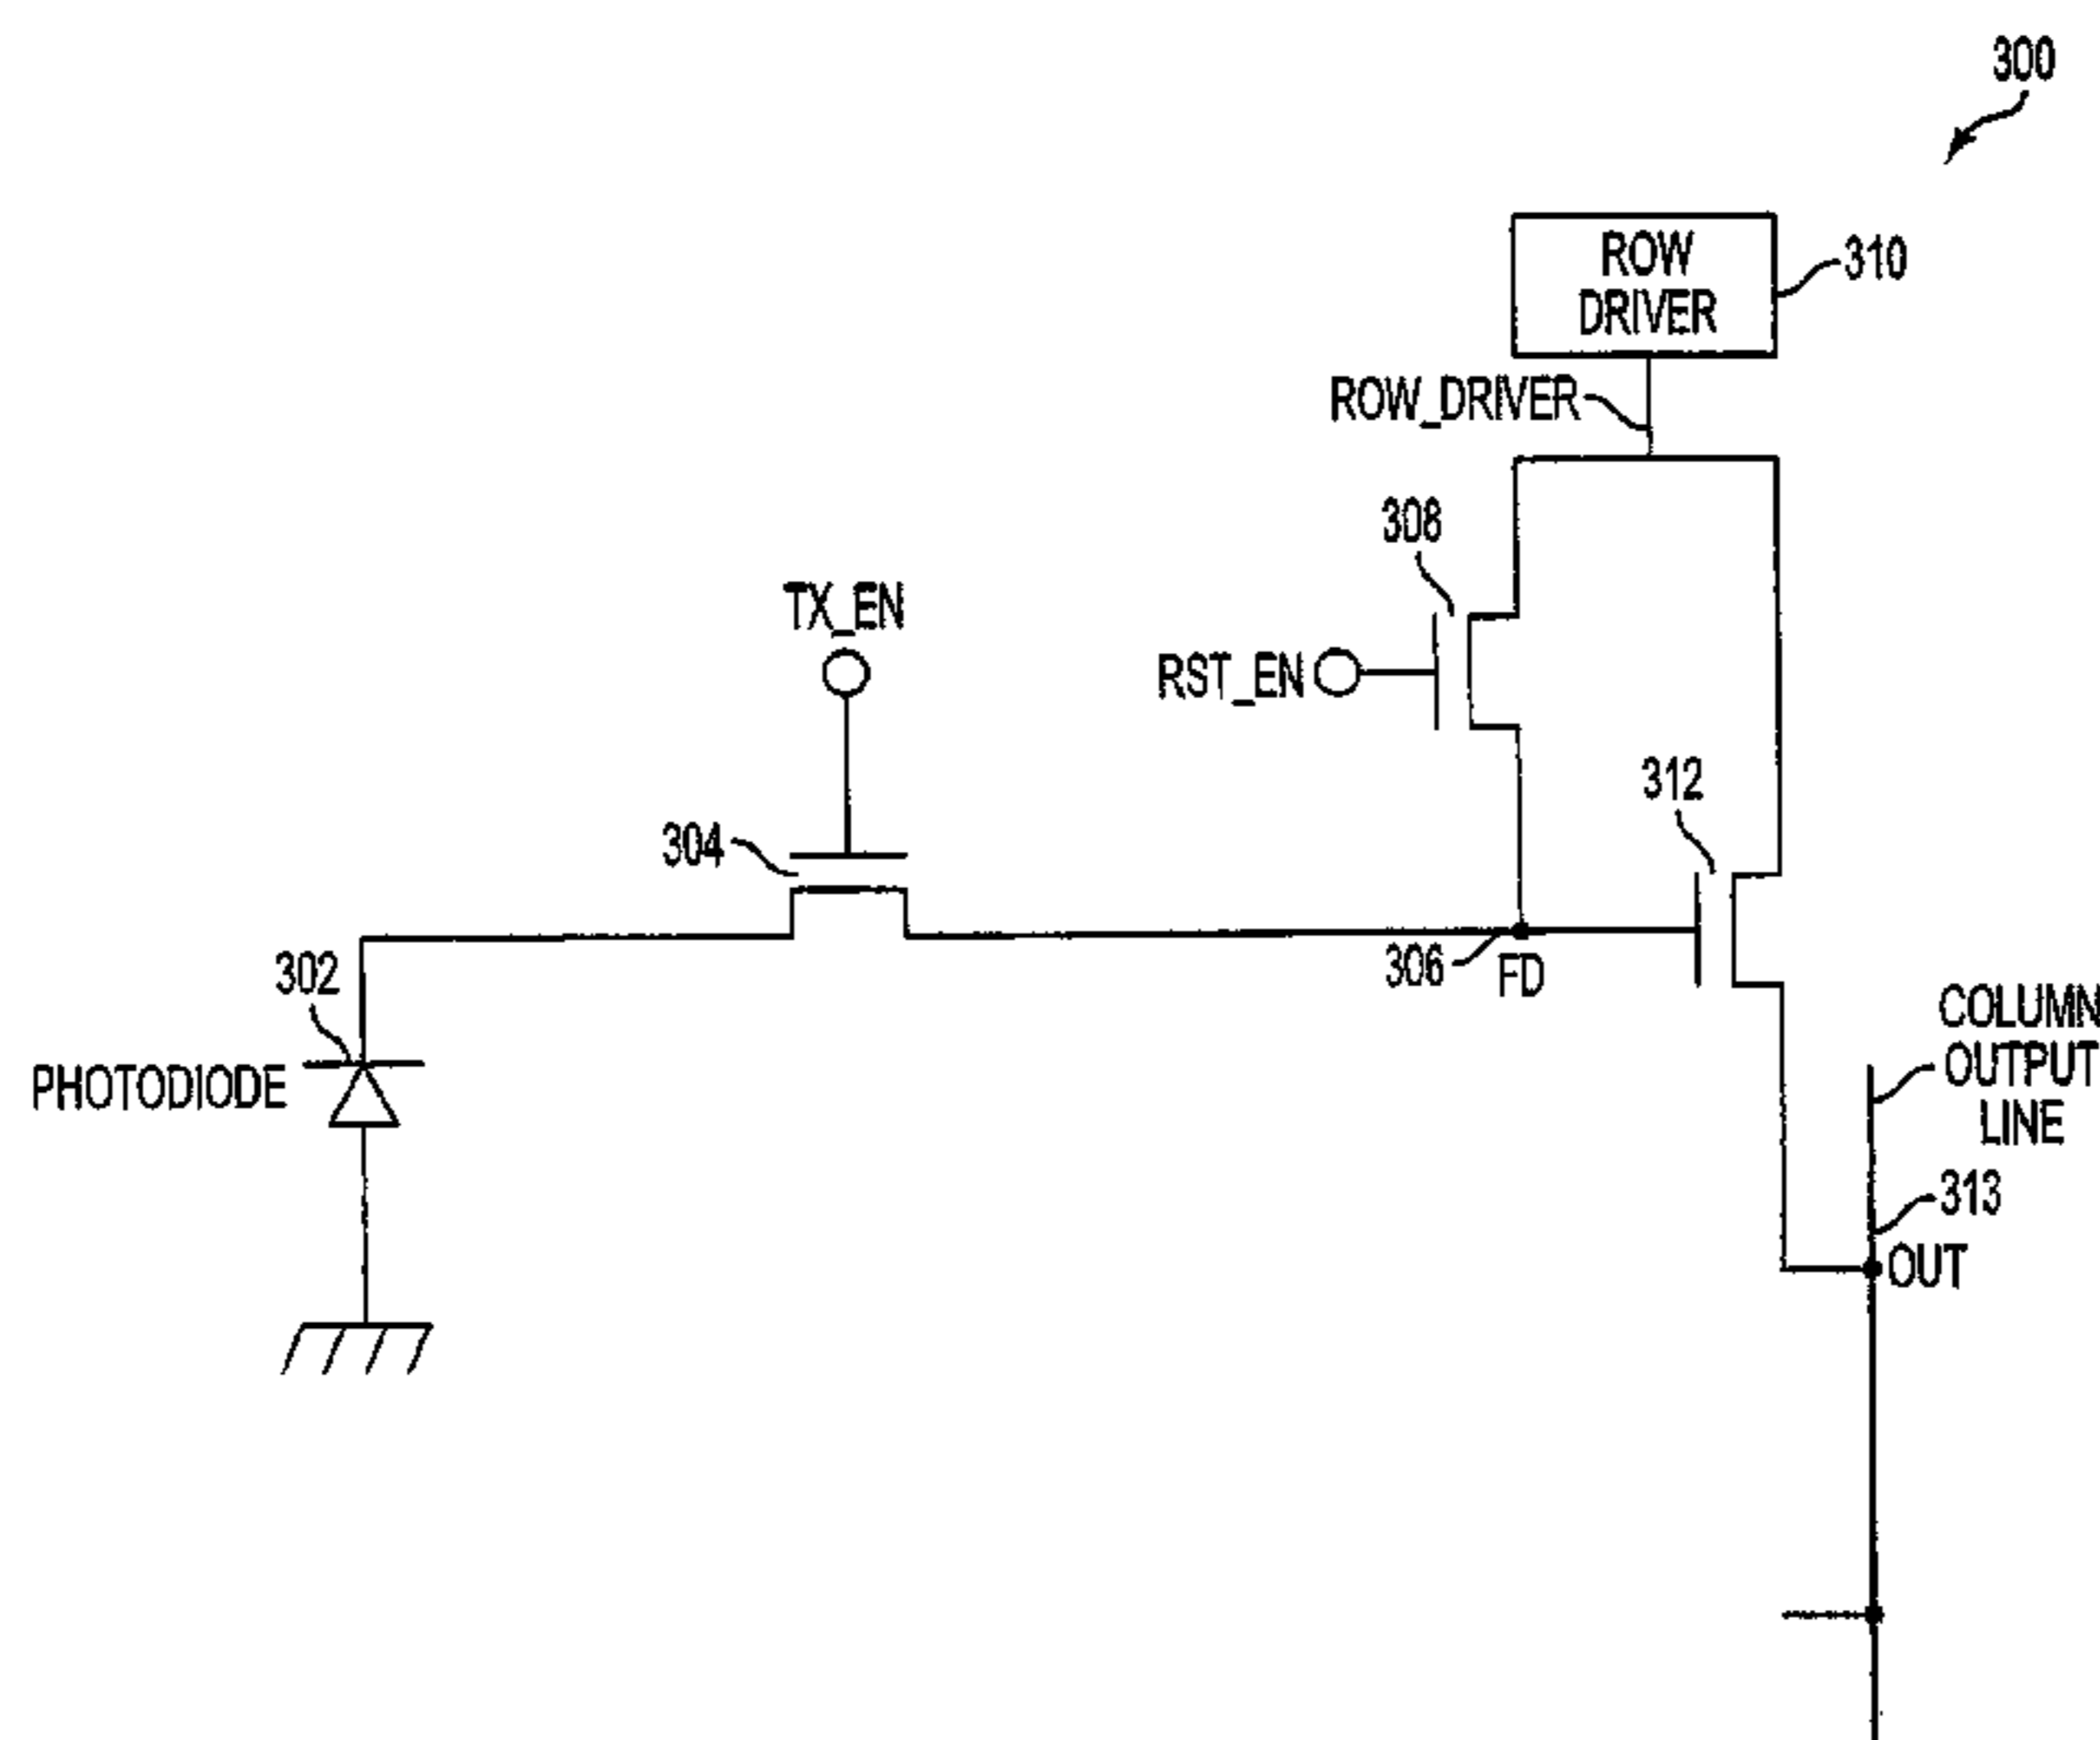 300
ROW
DRIVER
310
ROW_DRIVER
308
TX_EN
RST_EN
312
304
302
306
FD
PHOTODIODE
COLUMN
OUTPUT
LINE
313
OUT